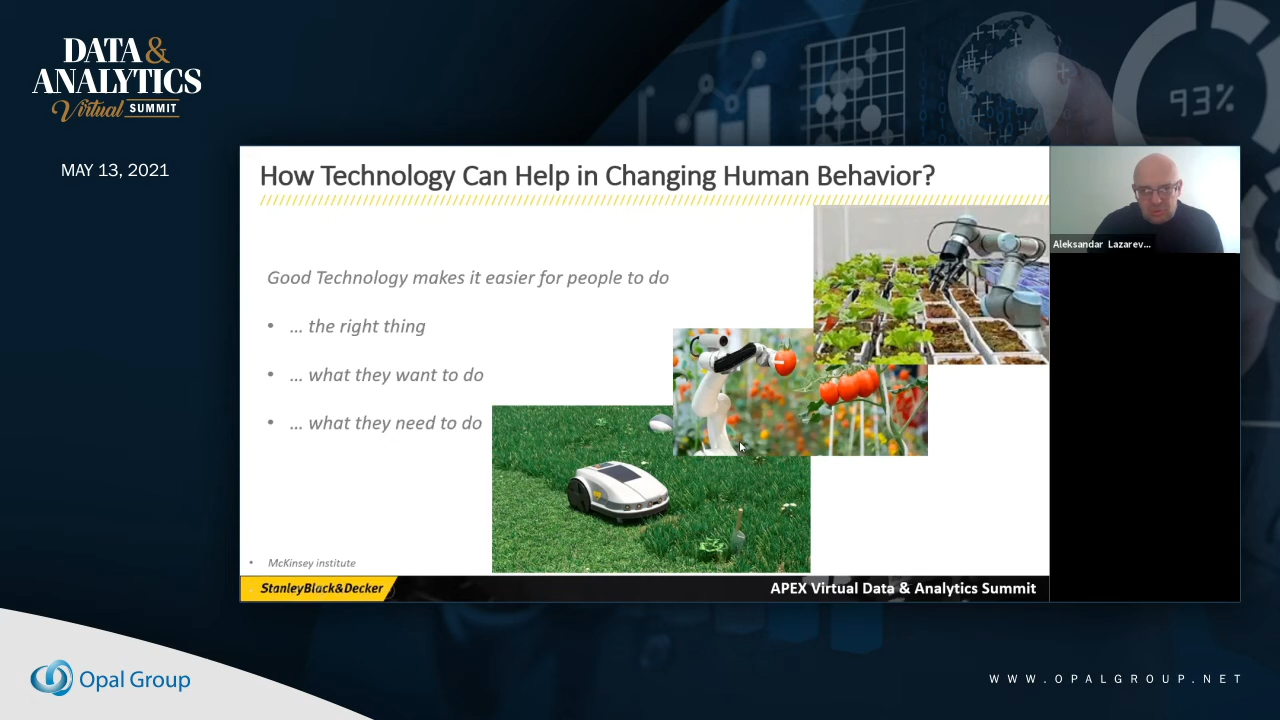 DATA &
ANALYTICS
Virtual SUMMIT
MAY 13, 2021
93%
How Technology Can Help in Changing Human Behavior?
Good Technology makes it easier for people to do
• ... the right thing
• ... what they want to do
• ... what they need to do
• McKinsey institute
StanleyBlack&Decker
APEX Virtual Data & Analytics Summit
Aleksandar Lazarev...
Opal Group
WWW.OPALGROUP.NET